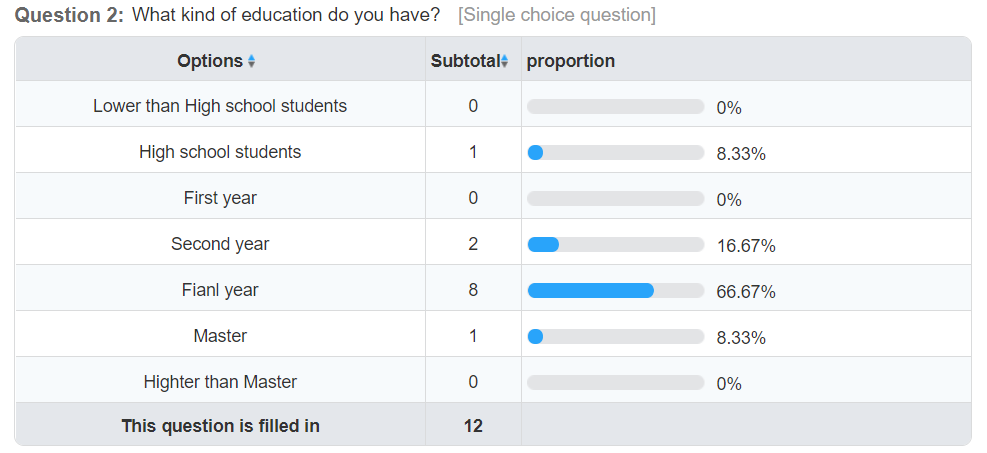 Question 2: What kind of education do you have? [Single choice question]
Options Subtotal proportion
Lower than High school students 0 0%
High school students 1 8.33%
First year 0 0%
Second year 2 16.67%
Fianl year 8 66.67%
Master 1 8.33%
Highter than Master 0 0%
This question is filled in 12